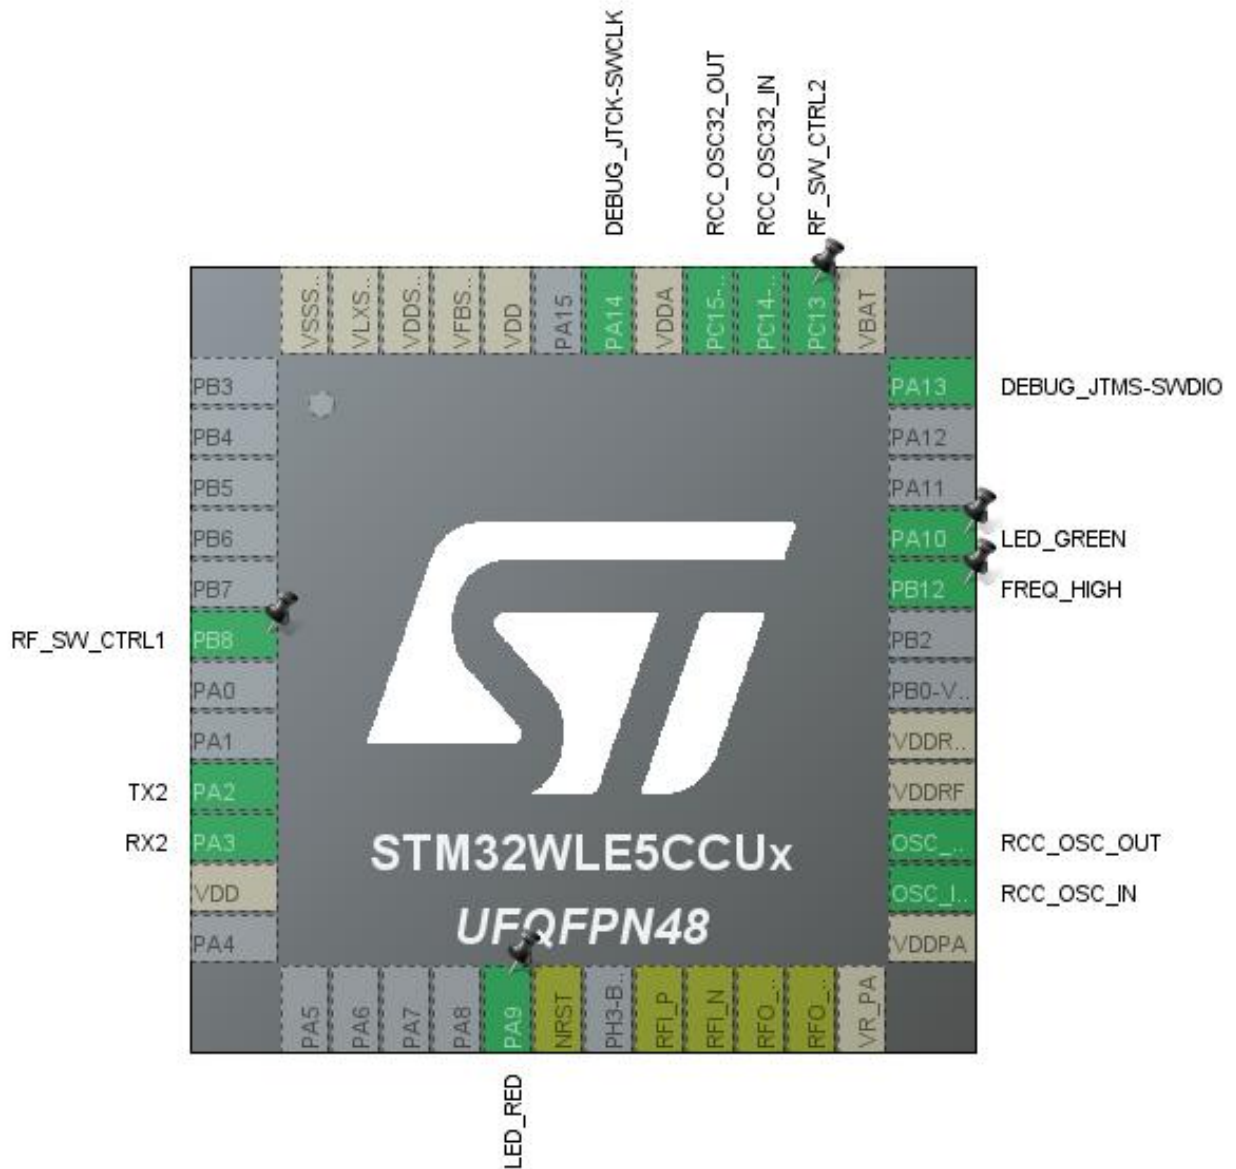 DEBUG_JTCK-SWCLK
RCC_OSC32_OUT
RCC_OSC32_IN
RF_SW_CTRL2
VSSS..
VLXS..
VDDS..
VFBS..
VDD
PA15
PA14
VDDA
PC15-..
PC14-..
PC13
VBAT
PB3
PB4
PB5
PB6
PB7
RF_SW_CTRL1 PB8
PA0
PA1
TX2 PA2
RX2 PA3
VDD
PA4
PA13 DEBUG_JTMS-SWDIO
PA12
PA11
PA10 LED_GREEN
PB12 FREQ_HIGH
PB2
PB0-V..
VDDR..
VDDRF
OSC_.. RCC_OSC_OUT
OSC_I.. RCC_OSC_IN
VDDPA
ST
STM32WLE5CCUx
UFQFPN48
PA5
PA6
PA7
PA8
PA9
NRST
PH3-B..
RFI_P
RFI_N
RFO_..
RFO_..
VR_PA
LED_RED